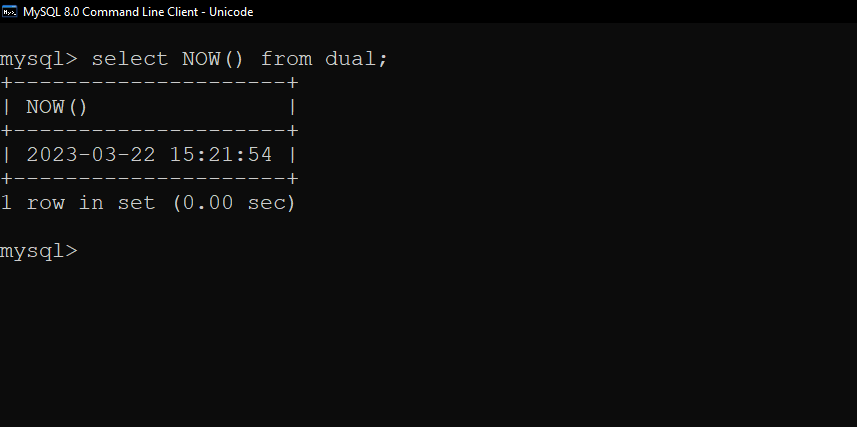 MySQL 8.0 Command Line Client - Unicode
mysql> select NOW() from dual;
+---------------------+
| NOW()               |
+---------------------+
| 2023-03-22 15:21:54 |
+---------------------+
1 row in set (0.00 sec)
mysql>